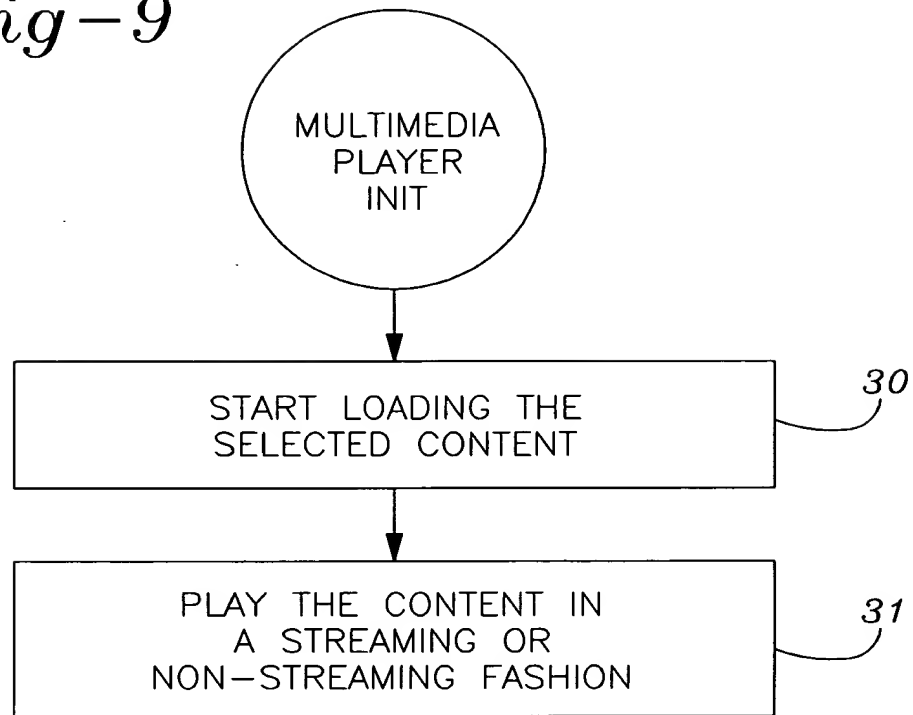 ig-9
MULTIMEDIA
PLAYER
INIT
START LOADING THE
SELECTED CONTENT
30
PLAY THE CONTENT IN
A STREAMING OR
NON-STREAMING FASHION
31